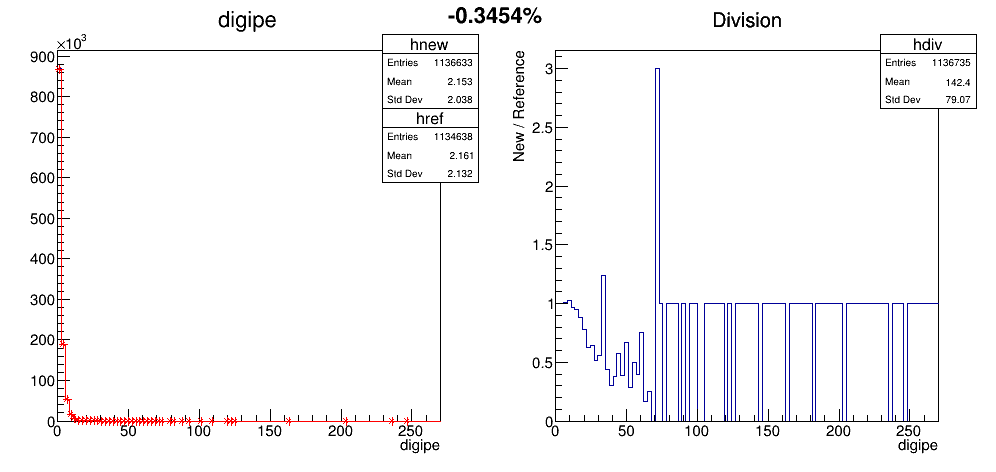 -0.3454%
digipe
×10³
hnew
Entries 1136633
Mean 2.153
Std Dev 2.038
href
Entries 1134638
Mean 2.161
Std Dev 2.132
900
800
700
600
500
400
300
200
100
0
0 50 100 150 200 250
digipe
Division
hdiv
Entries 1136735
Mean 142.4
Std Dev 79.07
New / Reference
3
2.5
2
1.5
1
0.5
0
0 50 100 150 200 250
digipe